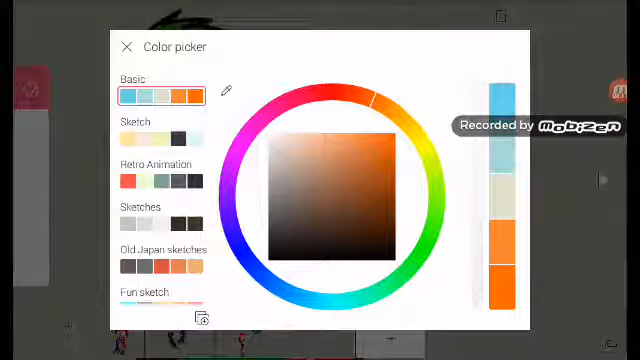 Color picker
Basic
Sketch
Recorded by MOBIZEN
Retro Animation
Sketches
Old Japan sketches
Fun sketch